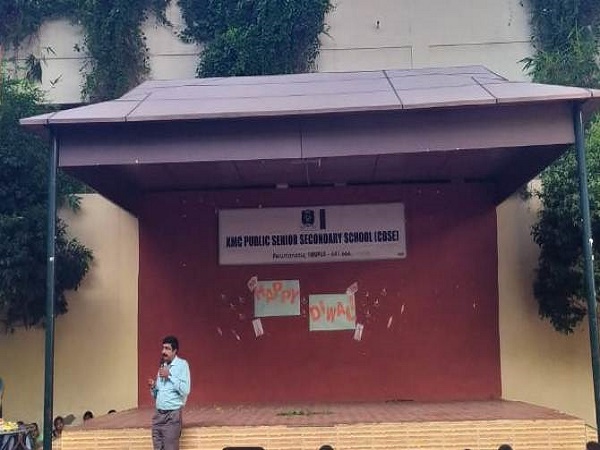 KMC PUBLIC SENIOR SECONDARY SCHOOL (CBSE)
HAPPY
DIWALI